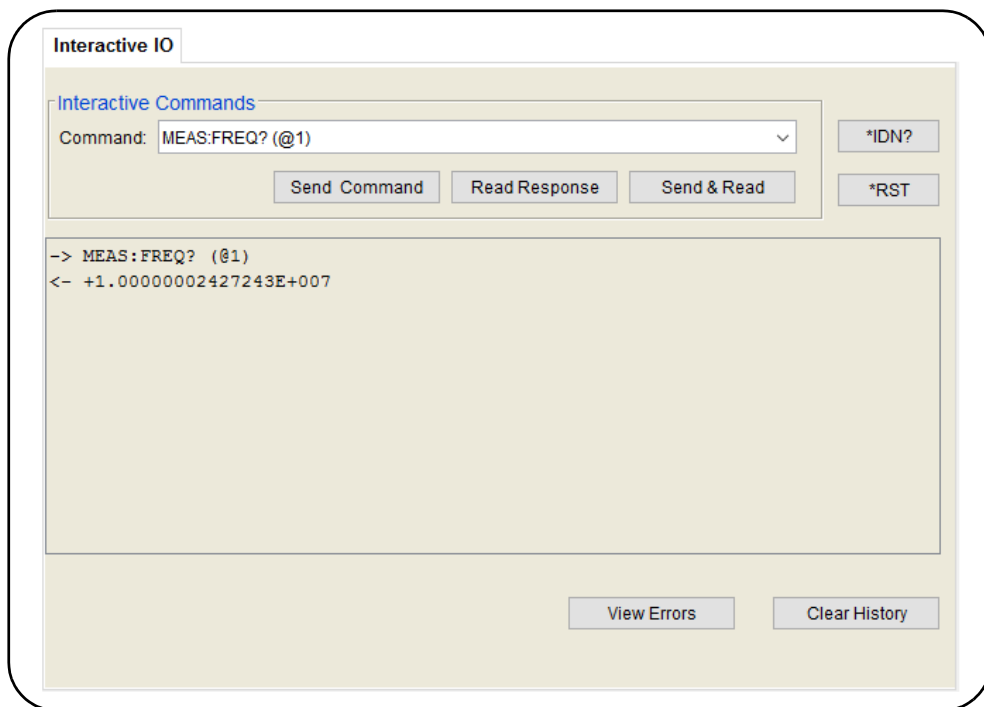 Interactive IO
Interactive Commands
Command: MEAS:FREQ? (@1)
*IDN?
Send Command Read Response Send & Read
*RST
-> MEAS:FREQ? (@1)
<- +1.00000002427243E+007
View Errors Clear History